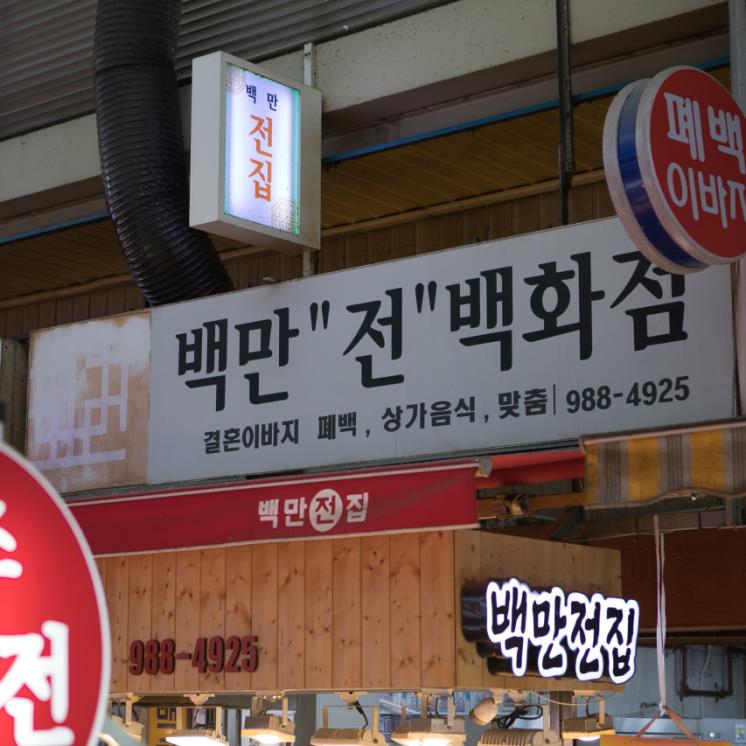 백만
전집
폐백
이바지
백만"전"백화점
결혼이바지 폐백, 상가음식, 맞춤 988-4925
백만전집
988-4925
백만전집
전